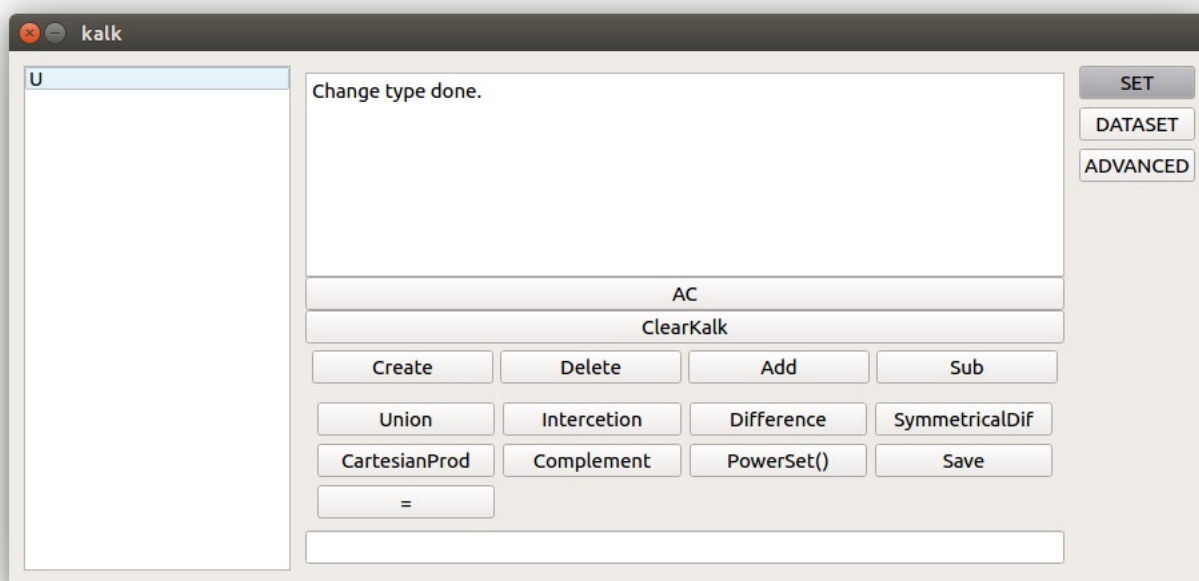 kalk
U
Change type done.
SET
DATASET
ADVANCED
AC
ClearKalk
Create Delete Add Sub
Union Intercetion Difference SymmetricalDif
CartesianProd Complement PowerSet() Save
=